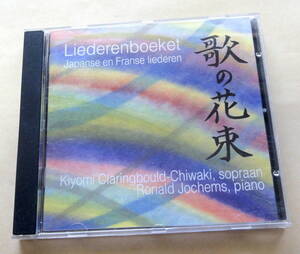 Liederenboeket
Japanse en Franse liederen
歌の花束
Kiyomi Claringbould-Chiwaki, sopraan
Ronald Jochems, piano